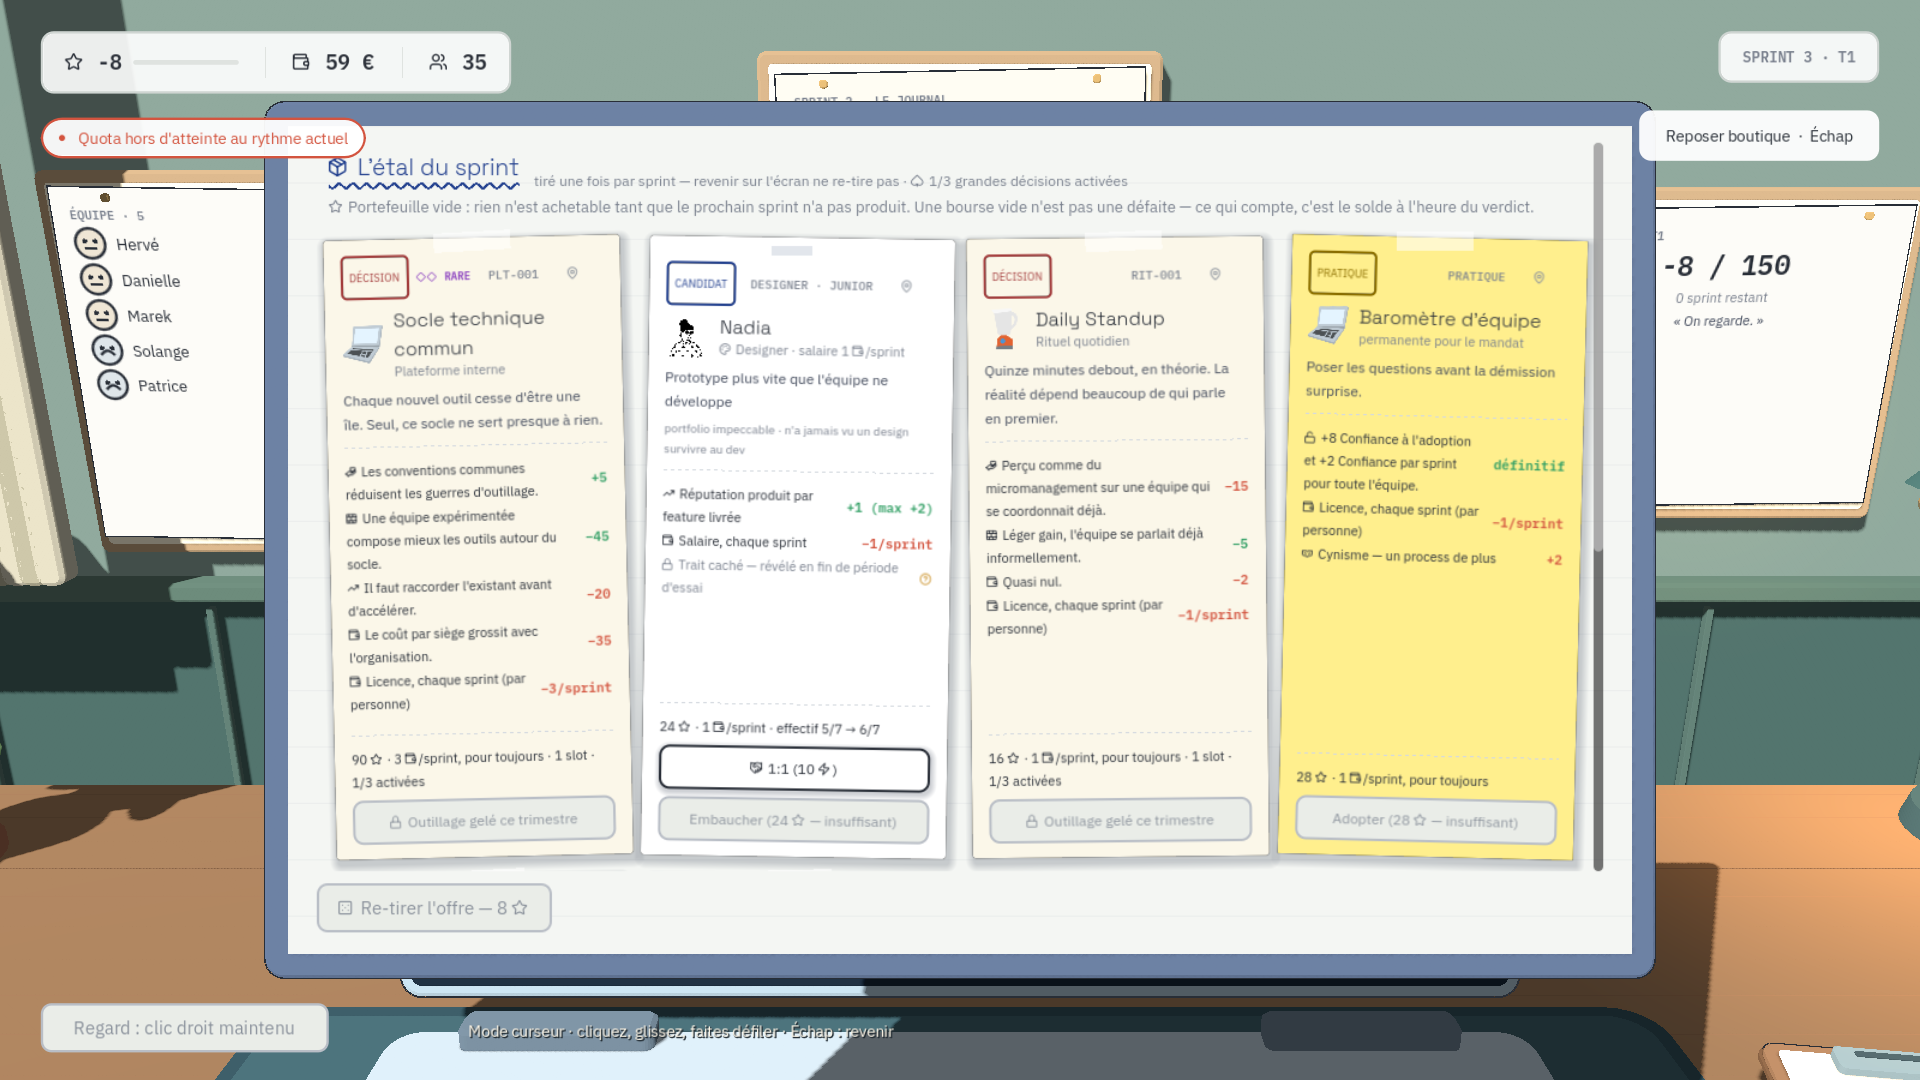 -8
59 €
35
SPRINT 3 · T1
Quota hors d'atteinte au rythme actuel
Reposer boutique · Échap
SPRINT 2 — LE JOURNAL
L'étal du sprint
tiré une fois par sprint — revenir sur l'écran ne re-tire pas · 1/3 grandes décisions activées
Portefeuille vide : rien n'est achetable tant que le prochain sprint n'a pas produit. Une bourse vide n'est pas une défaite — ce qui compte, c'est le solde à l'heure du verdict.
ÉQUIPE · 5
Hervé
Danielle
Marek
Solange
Patrice
DÉCISION
RARE
PLT-001
Socle technique
commun
Plateforme interne
Chaque nouvel outil cesse d'être une
île. Seul, ce socle ne sert presque à rien.
Les conventions communes
réduisent les guerres d'outillage.
+5
Une équipe expérimentée
compose mieux les outils autour du
socle.
-45
Il faut raccorder l'existant avant
d'accélérer.
-20
Le coût par siège grossit avec
l'organisation.
-35
Licence, chaque sprint (par
personne)
-3/sprint
90 · 3 /sprint, pour toujours · 1 slot ·
1/3 activées
Outillage gelé ce trimestre
CANDIDAT
DESIGNER · JUNIOR
Nadia
Designer · salaire 1 /sprint
Prototype plus vite que l'équipe ne
développe
portfolio impeccable · n'a jamais vu un design
survivre au dev
Réputation produit par
feature livrée
+1 (max +2)
Salaire, chaque sprint
-1/sprint
Trait caché — révélé en fin de période
d'essai
24 · 1 /sprint · effectif 5/7 → 6/7
1:1 (10 )
Embaucher (24 — insuffisant)
DÉCISION
RIT-001
Daily Standup
Rituel quotidien
Quinze minutes debout, en théorie. La
réalité dépend beaucoup de qui parle
en premier.
Perçu comme du
micromanagement sur une équipe qui
se coordonnait déjà.
-15
Léger gain, l'équipe se parlait déjà
informellement.
-5
Quasi nul.
-2
Licence, chaque sprint (par
personne)
-1/sprint
16 · 1 /sprint, pour toujours · 1 slot ·
1/3 activées
Outillage gelé ce trimestre
PRATIQUE
PRATIQUE
Baromètre d'équipe
permanente pour le mandat
Poser les questions avant la démission
surprise.
+8 Confiance à l'adoption
et +2 Confiance par sprint
pour toute l'équipe.
définitif
Licence, chaque sprint (par
personne)
-1/sprint
Cynisme — un process de plus
+2
28 · 1 /sprint, pour toujours
Adopter (28 — insuffisant)
T1
-8 / 150
0 sprint restant
« On regarde. »
Re-tirer l'offre — 8
Regard : clic droit maintenu
Mode curseur · cliquez, glissez, faites défiler · Échap : revenir